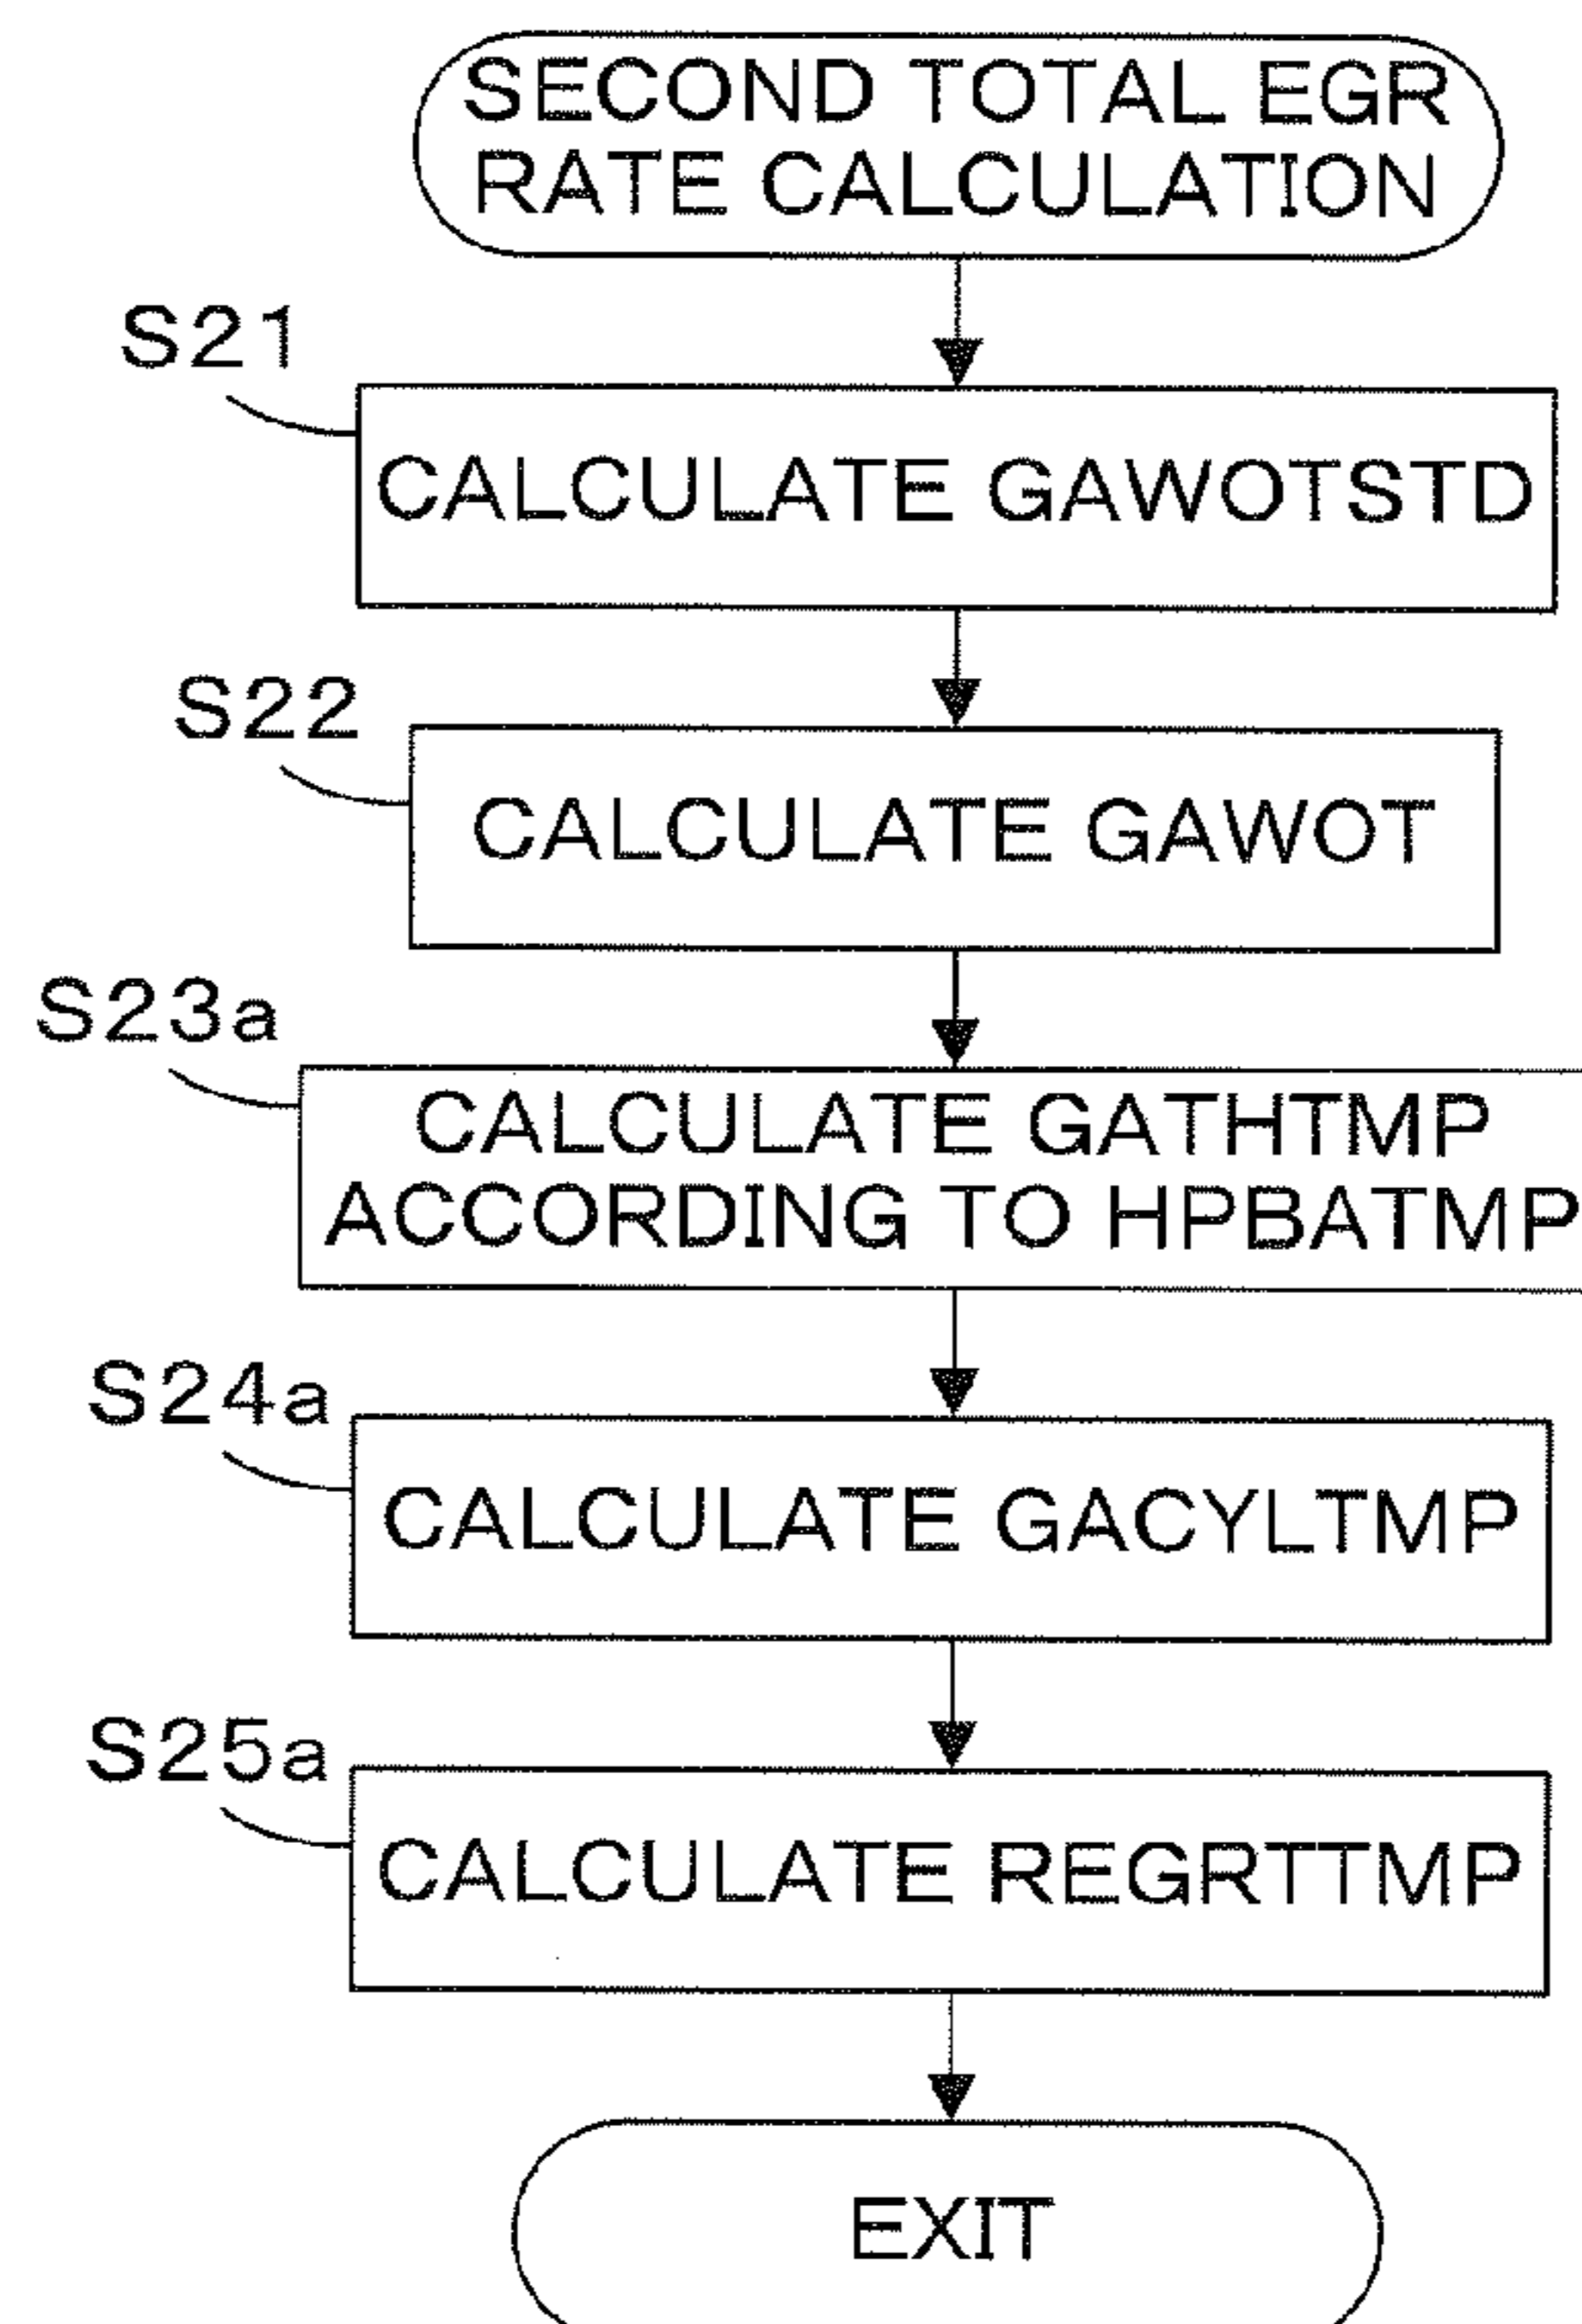 SECOND TOTAL EGR
RATE CALCULATION
S21
CALCULATE GAWOTSTD
S22
CALCULATE GAWOT
S23a
CALCULATE GATHTMP
ACCORDING TO HPBATMP
S24a
CALCULATE GACYLTMP
S25a
CALCULATE REGRTTMP
EXIT